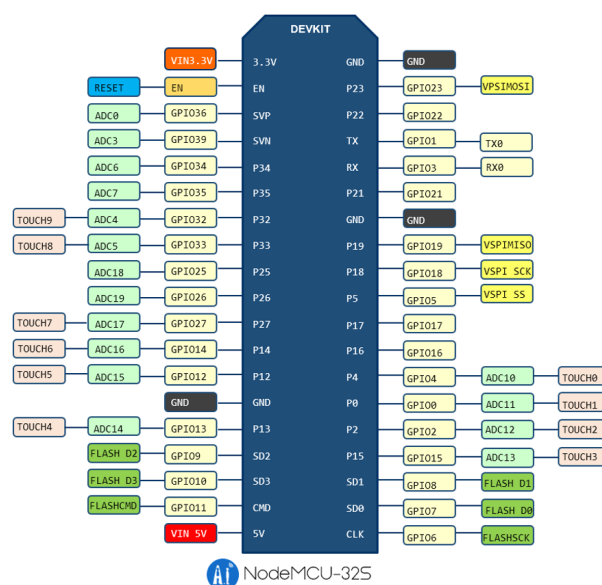 DEVKIT
VIN3.3V 3.3V GND GND
RESET EN EN P23 GPIO23 VPSIMOSI
ADC0 GPIO36 SVP P22 GPIO22
ADC3 GPIO39 SVN TX GPIO1 TX0
ADC6 GPIO34 P34 RX GPIO3 RX0
ADC7 GPIO35 P35 P21 GPIO21
TOUCH9 ADC4 GPIO32 P32 GND GND
TOUCH8 ADC5 GPIO33 P33 P19 GPIO19 VSPIMISO
ADC18 GPIO25 P25 P18 GPIO18 VSPI SCK
ADC19 GPIO26 P26 P5 GPIO5 VSPI SS
TOUCH7 ADC17 GPIO27 P27 P17 GPIO17
TOUCH6 ADC16 GPIO14 P14 P16 GPIO16
TOUCH5 ADC15 GPIO12 P12 P4 GPIO4 ADC10 TOUCH0
GND GND P0 GPIO0 ADC11 TOUCH1
TOUCH4 ADC14 GPIO13 P13 P2 GPIO2 ADC12 TOUCH2
FLASH D2 GPIO9 SD2 P15 GPIO15 ADC13 TOUCH3
FLASH D3 GPIO10 SD3 SD1 GPIO8 FLASH D1
FLASHCMD GPIO11 CMD SD0 GPIO7 FLASH D0
VIN 5V 5V CLK GPIO6 FLASHSCK
Ai NodeMCU-32S